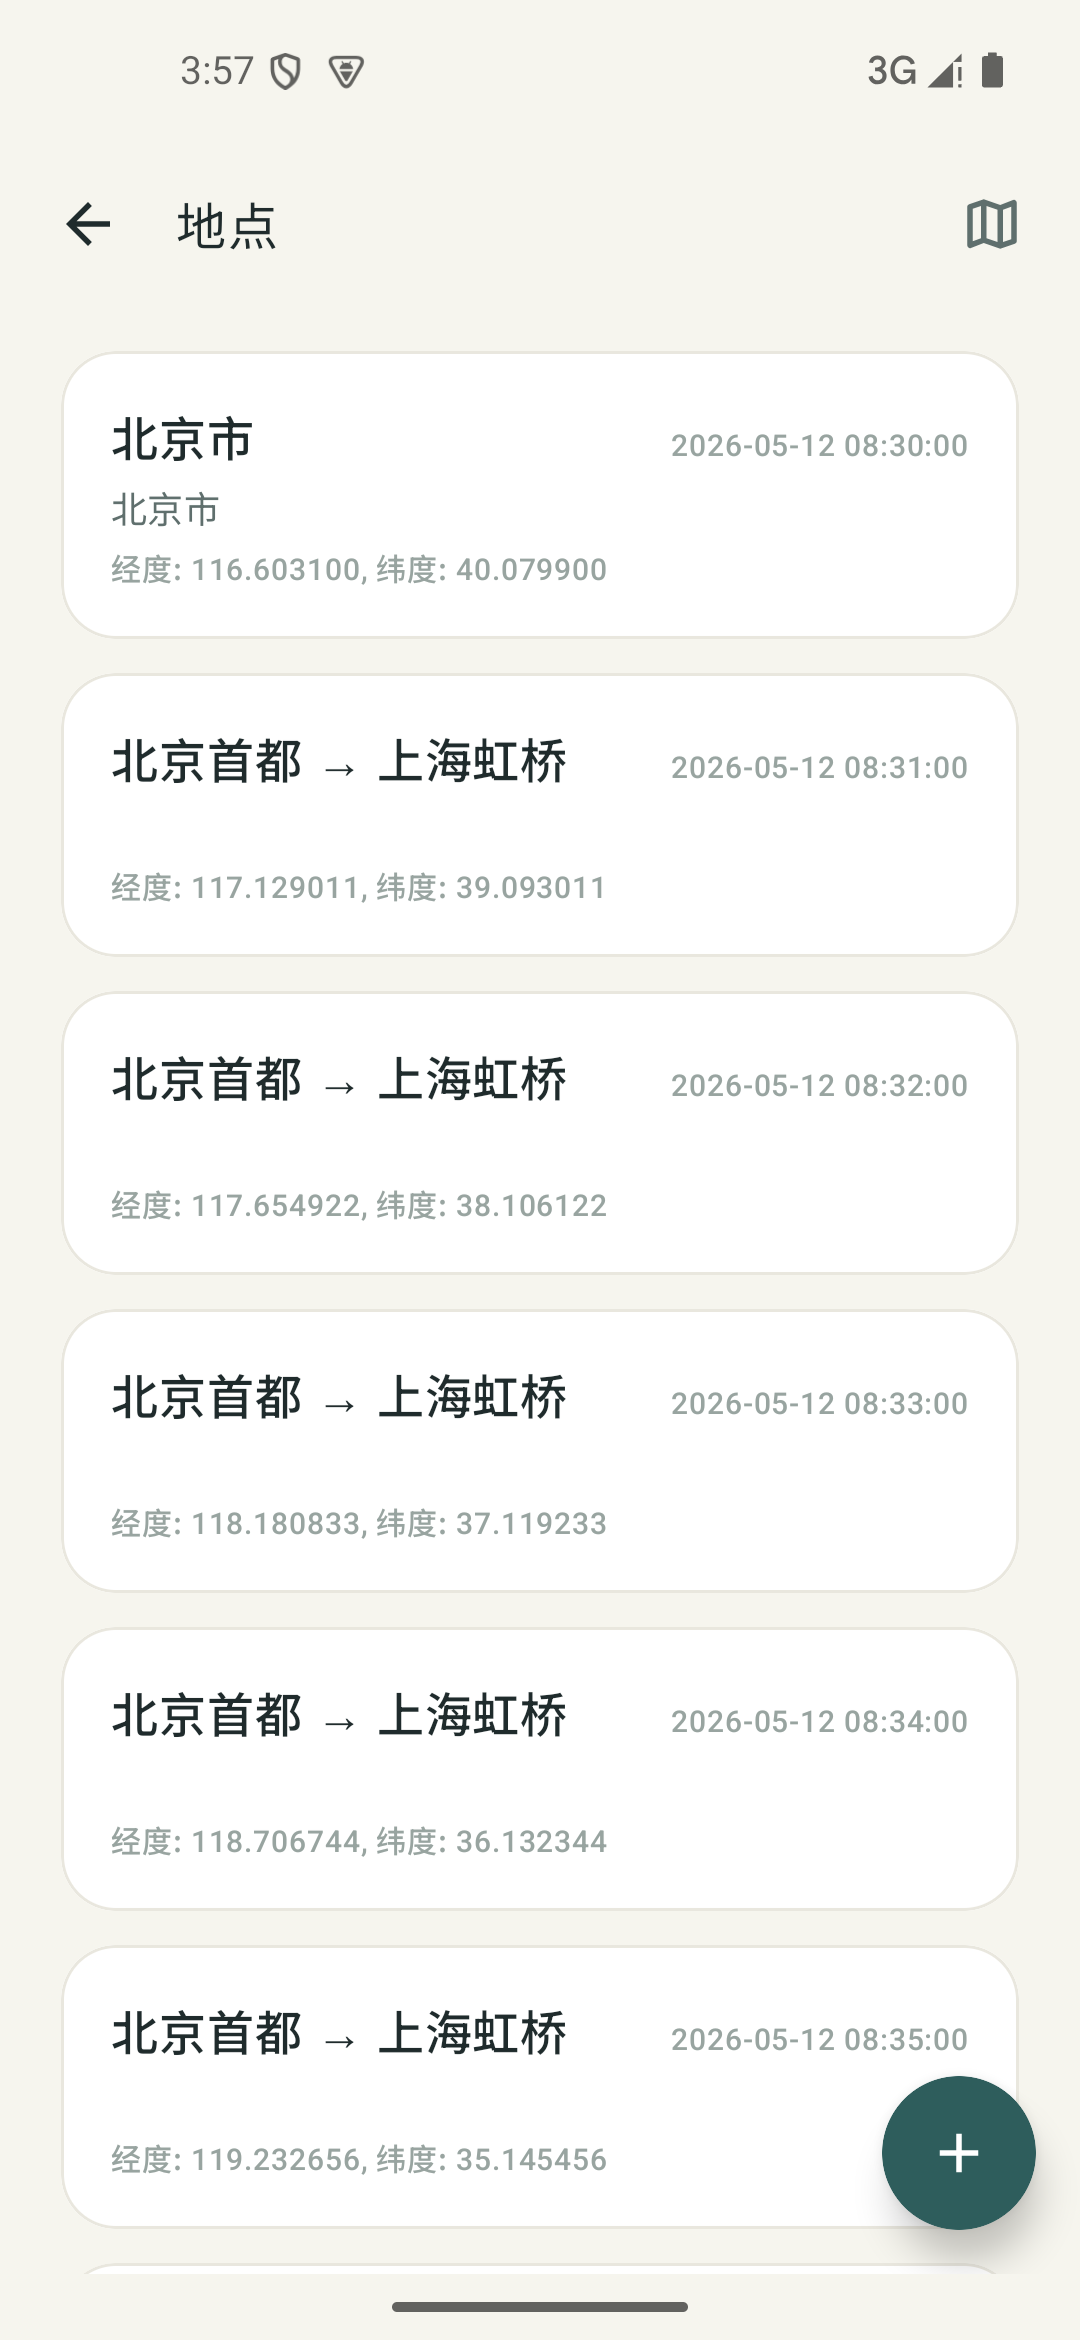 3:57
3G
地点
北京市
2026-05-12 08:30:00
北京市
经度: 116.603100, 纬度: 40.079900
北京首都 → 上海虹桥
2026-05-12 08:31:00
经度: 117.129011, 纬度: 39.093011
北京首都 → 上海虹桥
2026-05-12 08:32:00
经度: 117.654922, 纬度: 38.106122
北京首都 → 上海虹桥
2026-05-12 08:33:00
经度: 118.180833, 纬度: 37.119233
北京首都 → 上海虹桥
2026-05-12 08:34:00
经度: 118.706744, 纬度: 36.132344
北京首都 → 上海虹桥
2026-05-12 08:35:00
经度: 119.232656, 纬度: 35.145456